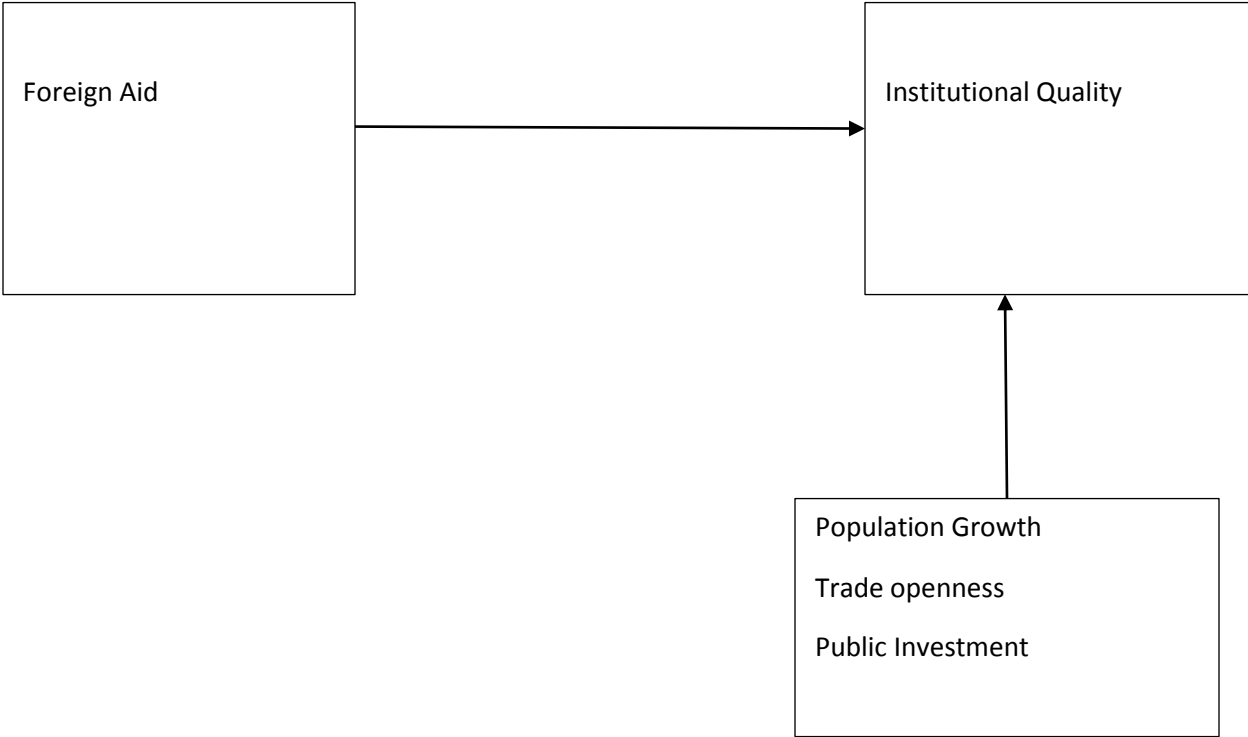 Foreign Aid
Institutional Quality
Population Growth
Trade openness
Public Investment